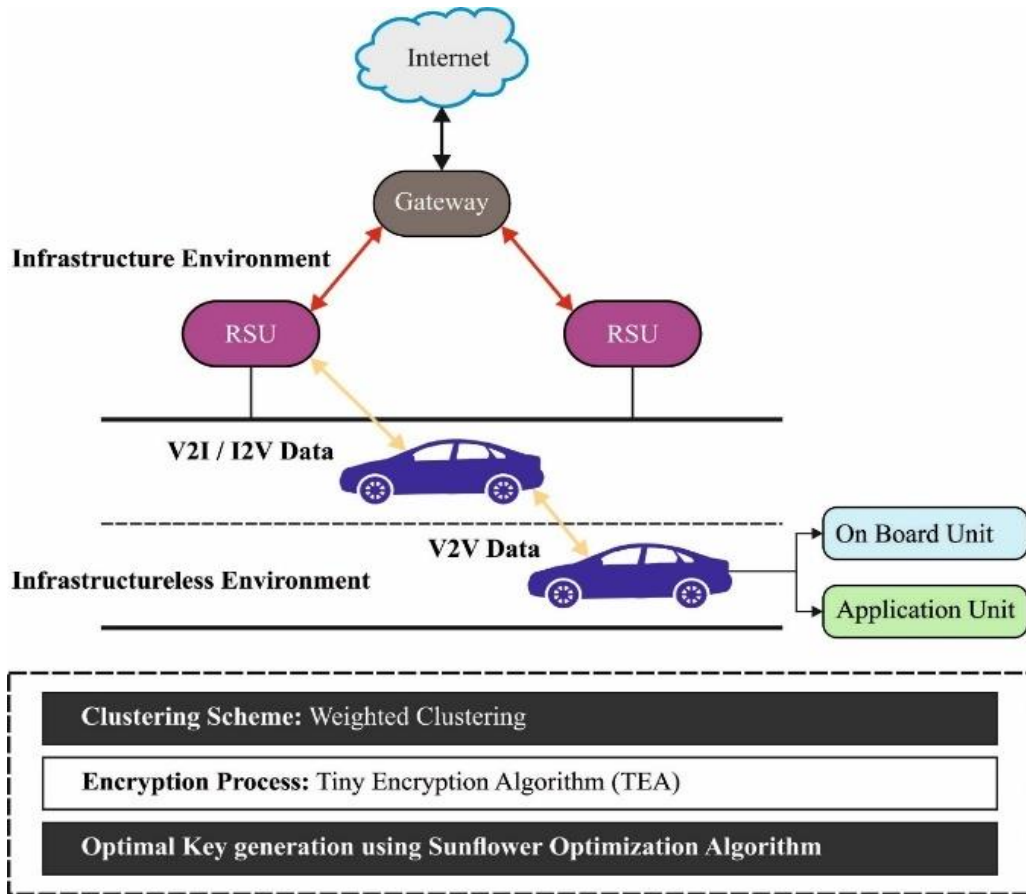 Internet
Gateway
Infrastructure Environment
RSU
RSU
V2I / I2V Data
V2V Data
On Board Unit
Infrastructureless Environment
Application Unit
Clustering Scheme: Weighted Clustering
Encryption Process: Tiny Encryption Algorithm (TEA)
Optimal Key generation using Sunflower Optimization Algorithm